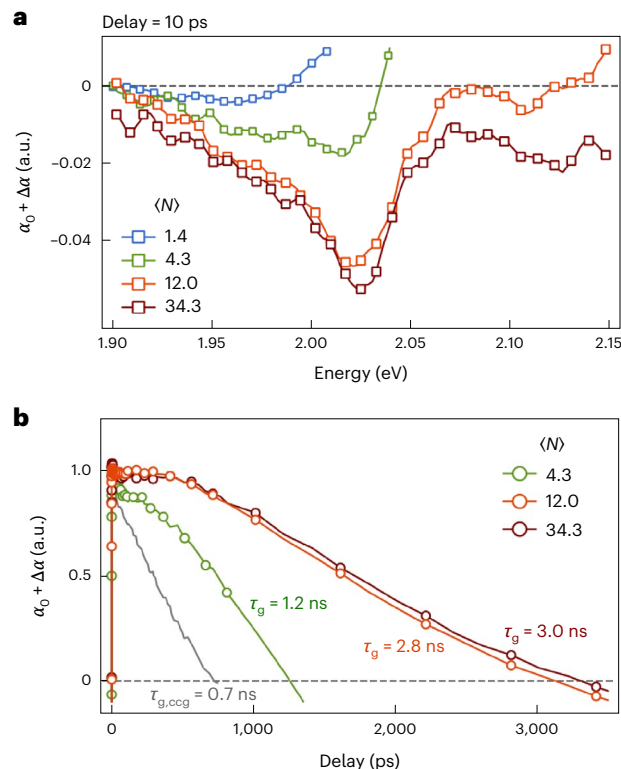 a
Delay = 10 ps
α₀ + Δα (a.u.)
0
−0.02
−0.04
⟨N⟩
1.4
4.3
12.0
34.3
1.90 1.95 2.00 2.05 2.10 2.15
Energy (eV)
b
α₀ + Δα (a.u.)
1.0
0.5
0
⟨N⟩
4.3
12.0
34.3
τg = 1.2 ns
τg = 3.0 ns
τg = 2.8 ns
τg,ccg = 0.7 ns
0 1,000 2,000 3,000
Delay (ps)